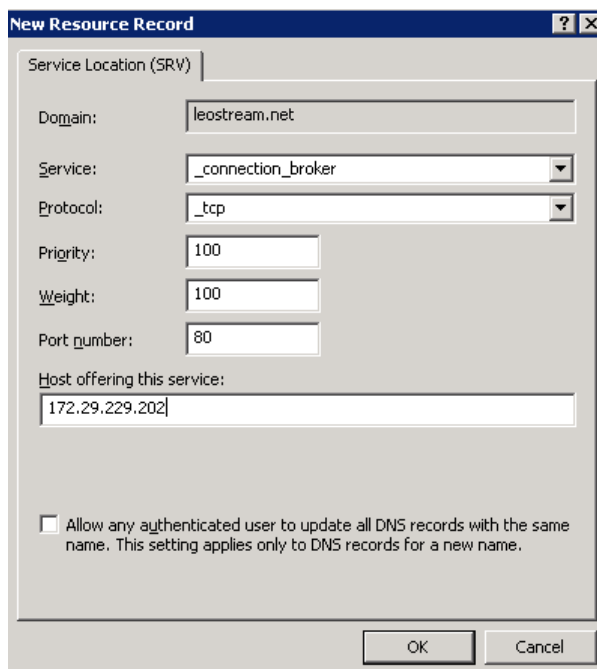 New Resource Record
Service Location (SRV)
Domain: leostream.net
Service: _connection_broker
Protocol: _tcp
Priority: 100
Weight: 100
Port number: 80
Host offering this service:
172.29.229.202
Allow any authenticated user to update all DNS records with the same
name. This setting applies only to DNS records for a new name.
OK Cancel